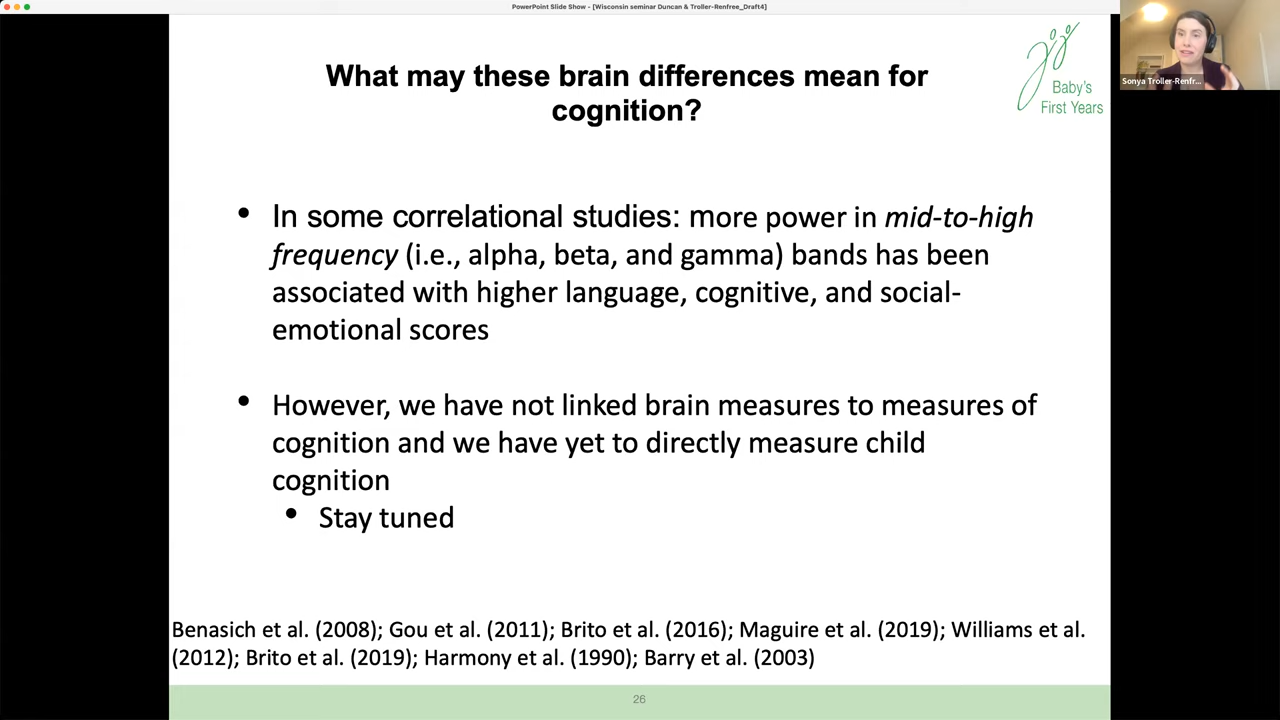 PowerPoint Slide Show - [Wisconsin seminar Duncan & Troller-Renfree_Draft4]
What may these brain differences mean for
cognition?
Baby's
First Years
Sonya Troller-Renfr...
• In some correlational studies: more power in mid-to-high
frequency (i.e., alpha, beta, and gamma) bands has been
associated with higher language, cognitive, and social-
emotional scores
• However, we have not linked brain measures to measures of
cognition and we have yet to directly measure child
cognition
• Stay tuned
Benasich et al. (2008); Gou et al. (2011); Brito et al. (2016); Maguire et al. (2019); Williams et al.
(2012); Brito et al. (2019); Harmony et al. (1990); Barry et al. (2003)
26